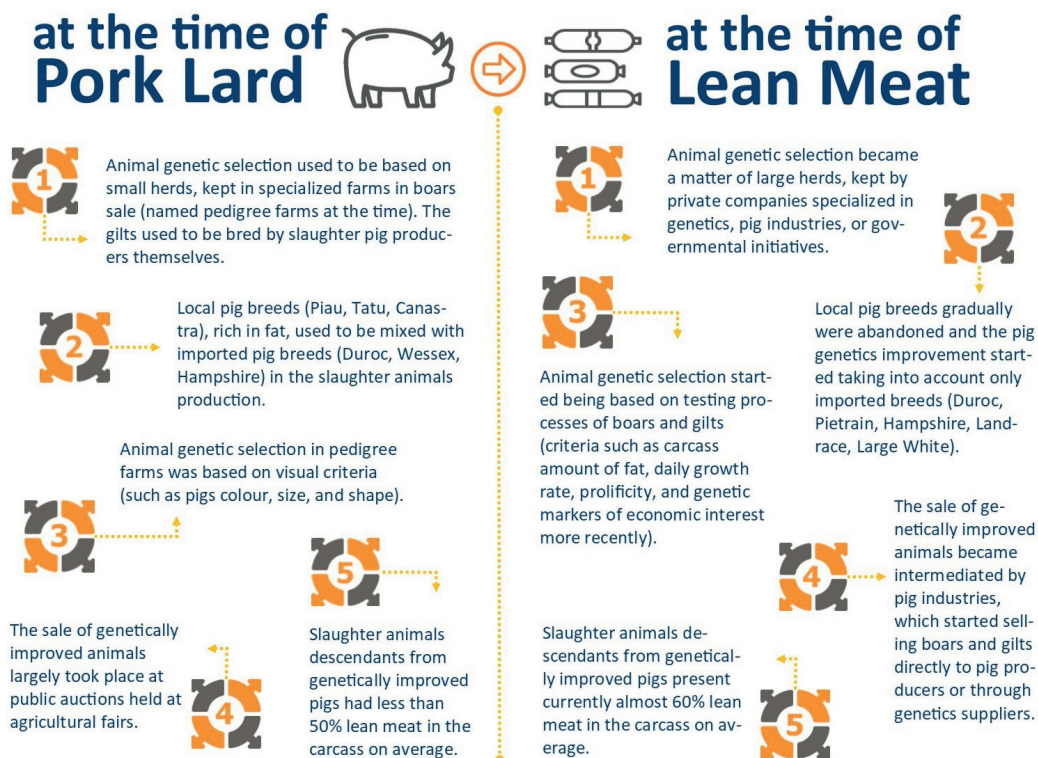 at the time of
Pork Lard
1
Animal genetic selection used to be based on
small herds, kept in specialized farms in boars
sale (named pedigree farms at the time). The
gilts used to be bred by slaughter pig produc-
ers themselves.
2
Local pig breeds (Piau, Tatu, Canas-
tra), rich in fat, used to be mixed with
imported pig breeds (Duroc, Wessex,
Hampshire) in the slaughter animals
production.
3
Animal genetic selection in pedigree
farms was based on visual criteria
(such as pigs colour, size, and shape).
4
The sale of genetically
improved animals
largely took place at
public auctions held at
agricultural fairs.
5
Slaughter animals
descendants from
genetically improved
pigs had less than
50% lean meat in the
carcass on average.
at the time of
Lean Meat
1
Animal genetic selection became
a matter of large herds, kept by
private companies specialized in
genetics, pig industries, or gov-
ernmental initiatives.
2
Local pig breeds gradually
were abandoned and the pig
genetics improvement start-
ed taking into account only
imported breeds (Duroc,
Pietrain, Hampshire, Land-
race, Large White).
3
Animal genetic selection start-
ed being based on testing pro-
cesses of boars and gilts
(criteria such as carcass
amount of fat, daily growth
rate, prolificity, and genetic
markers of economic interest
more recently).
4
The sale of ge-
netically improved
animals became
intermediated by
pig industries,
which started sell-
ing boars and gilts
directly to pig pro-
ducers or through
genetics suppliers.
5
Slaughter animals de-
scendants from genetical-
ly improved pigs present
currently almost 60% lean
meat in the carcass on av-
erage.